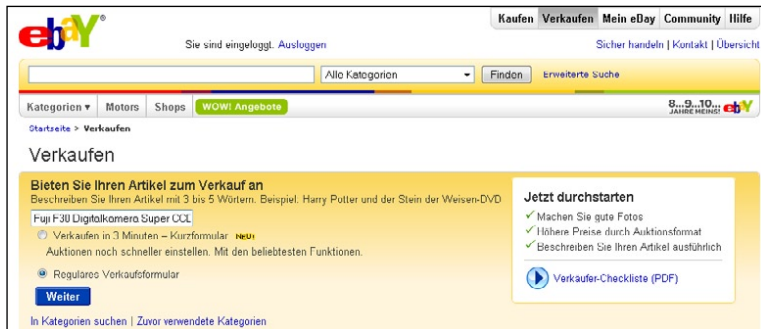 ebaY®
Kaufen Verkaufen Mein eBay Community Hilfe
Sie sind eingeloggt. Ausloggen
Sicher handeln | Kontakt | Übersicht
Alle Kategorien Finden Erweiterte Suche
Kategorien ▾ Motors Shops WOW! Angebote
8...9...10... JAHRE MEINS! ebY
Startseite > Verkaufen
Verkaufen
Bieten Sie Ihren Artikel zum Verkauf an
Beschreiben Sie Ihren Artikel mit 3 bis 5 Wörtern. Beispiel: Harry Potter und der Stein der Weisen-DVD
Fuji F30 Digitalkamera Super CCD
Verkaufen in 3 Minuten – Kurzformular NEU!
Auktionen noch schneller einstellen. Mit den beliebtesten Funktionen.
Reguläres Verkaufsformular
Weiter
In Kategorien suchen | Zuvor verwendete Kategorien
Jetzt durchstarten
✓ Machen Sie gute Fotos
✓ Höhere Preise durch Auktionsformat
✓ Beschreiben Sie Ihren Artikel ausführlich
Verkäufer-Checkliste (PDF)